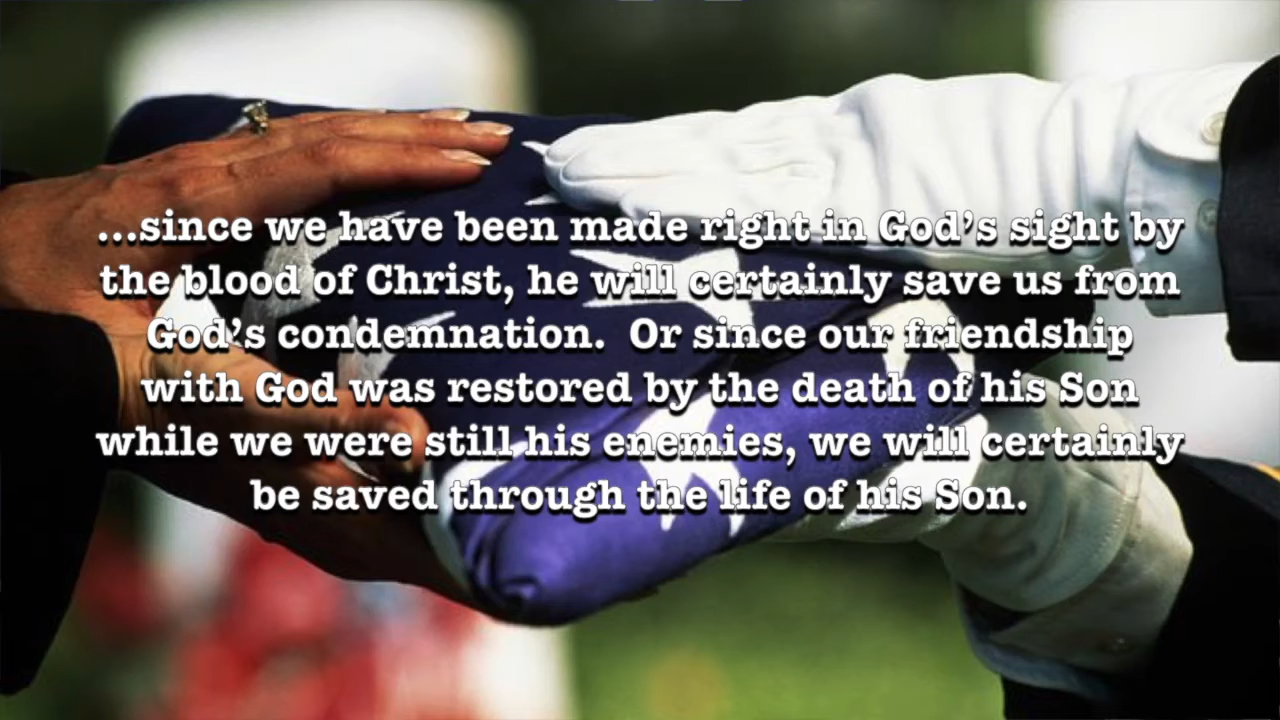 ...since we have been made right in God’s sight by
the blood of Christ, he will certainly save us from
God’s condemnation.  Or since our friendship
with God was restored by the death of his Son
while we were still his enemies, we will certainly
be saved through the life of his Son.